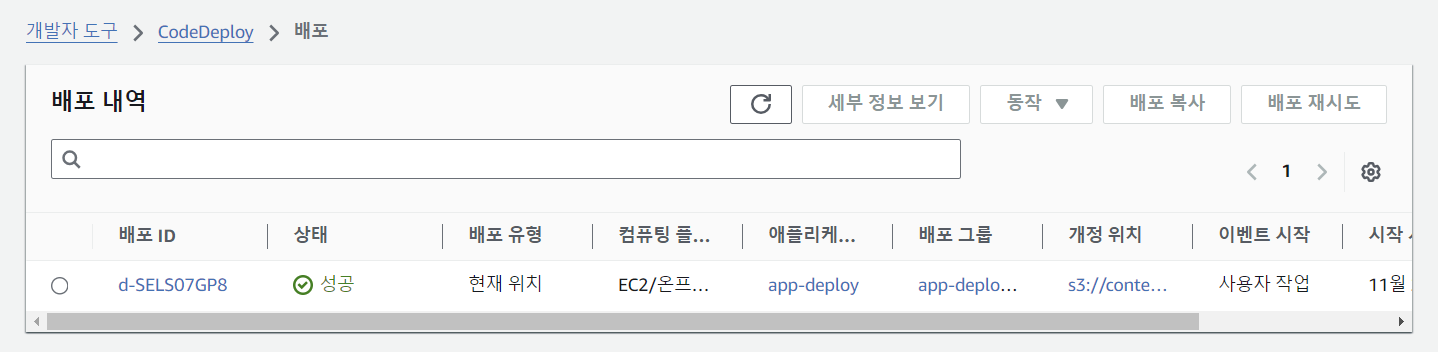 개발자 도구 > CodeDeploy > 배포
배포 내역
세부 정보 보기 동작 배포 복사 배포 재시도
1
배포 ID 상태 배포 유형 컴퓨팅 플... 애플리케... 배포 그룹 개정 위치 이벤트 시작 시작
d-SELS07GP8 성공 현재 위치 EC2/온프... app-deploy app-deplo... s3://conte... 사용자 작업 11월